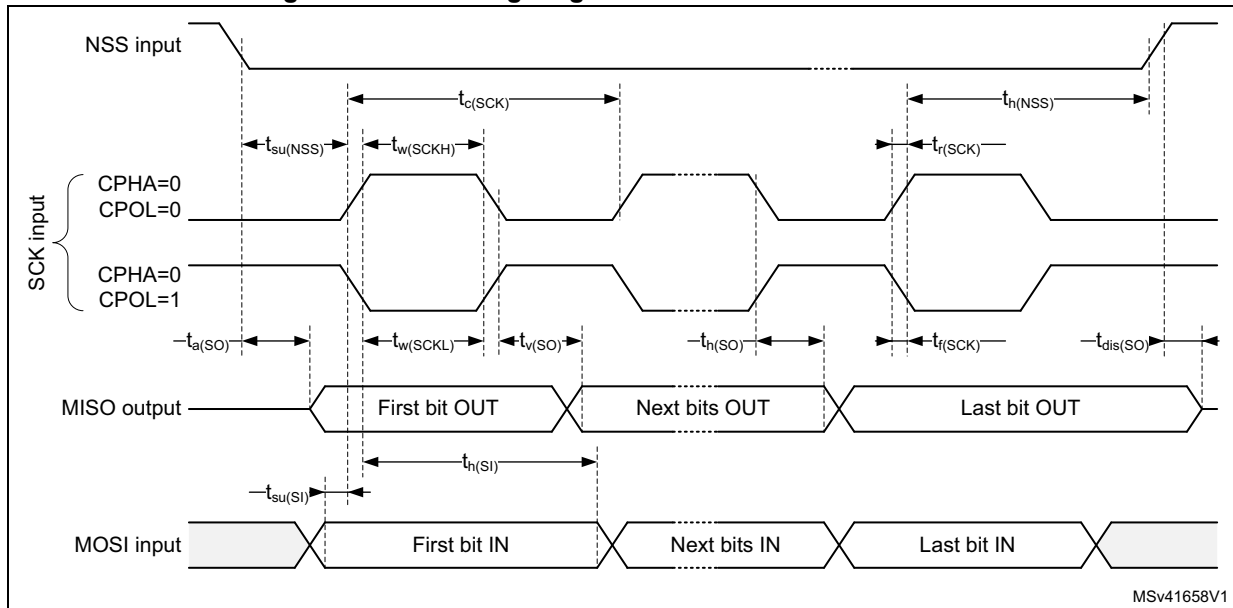 NSS input
tc(SCK)
th(NSS)
tsu(NSS)
tw(SCKH)
tr(SCK)
CPHA=0
CPOL=0
SCK input
CPHA=0
CPOL=1
ta(SO)
tw(SCKL)
tv(SO)
th(SO)
tf(SCK)
tdis(SO)
MISO output
First bit OUT
Next bits OUT
Last bit OUT
th(SI)
tsu(SI)
MOSI input
First bit IN
Next bits IN
Last bit IN
MSv41658V1